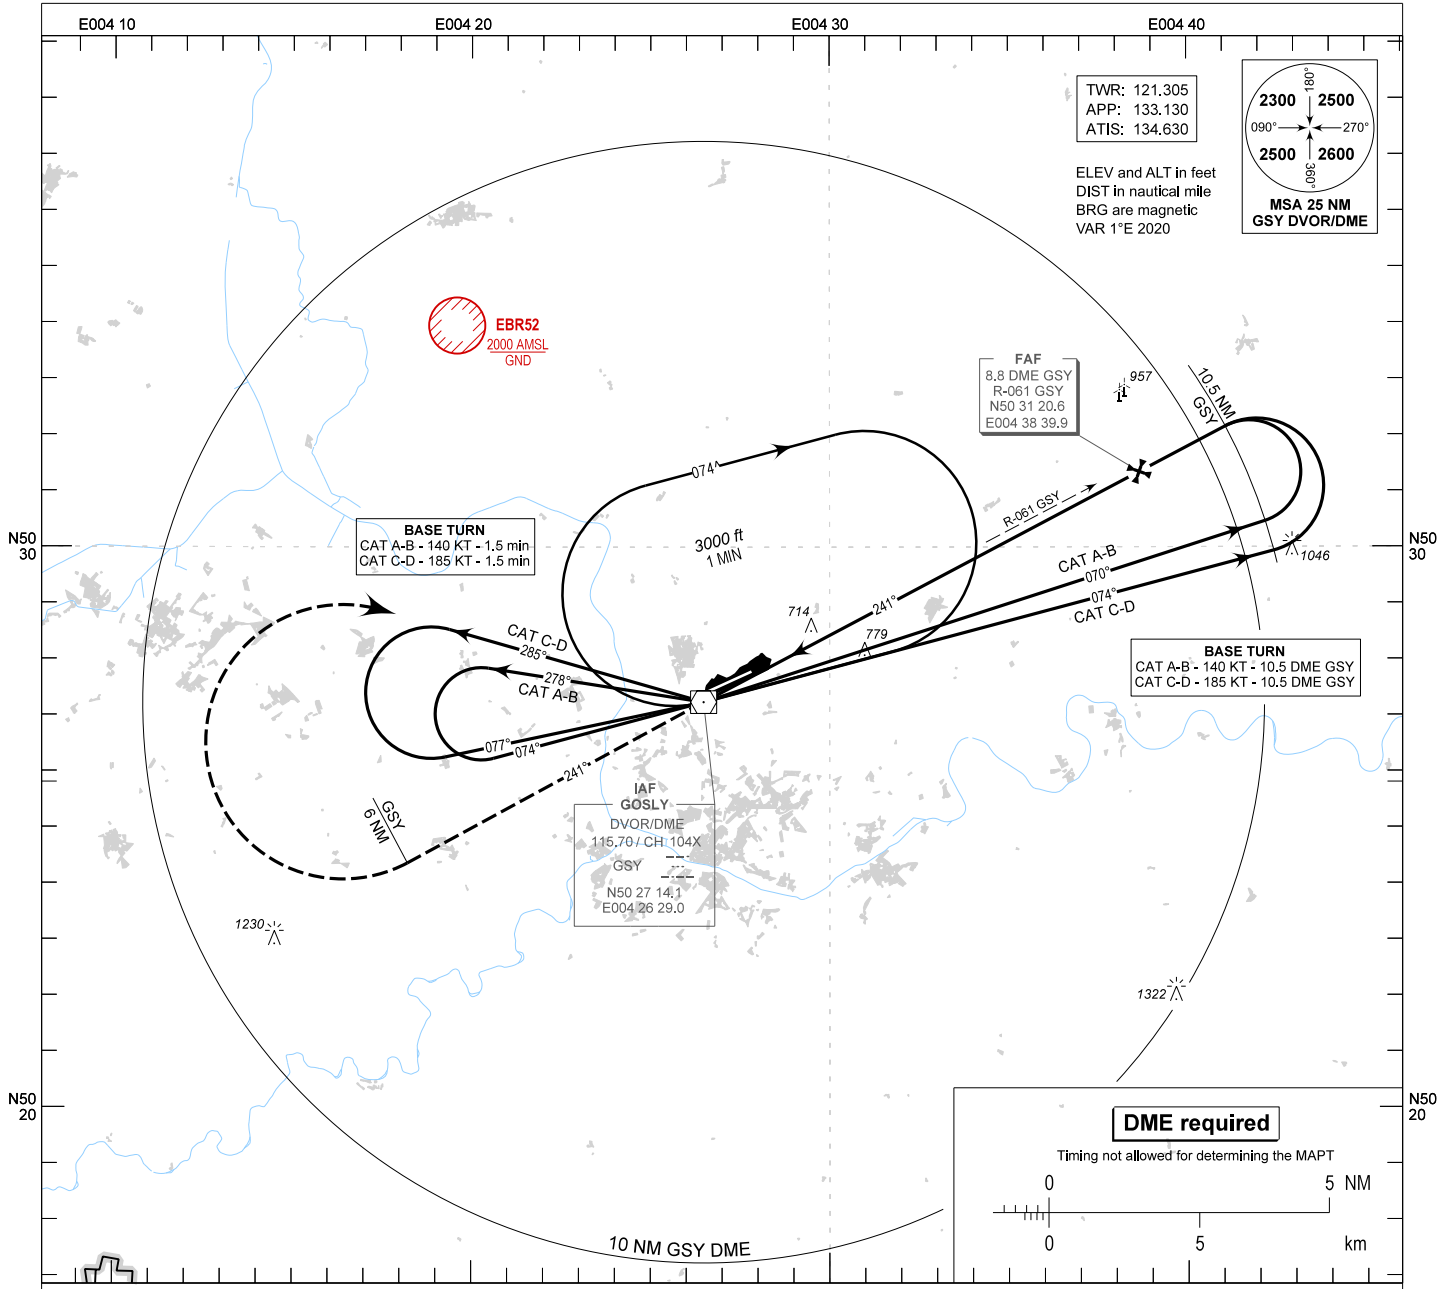 E004 10
E004 20
E004 30
E004 40
TWR: 121.305
APP: 133.130
ATIS: 134.630
180°
2300 2500
090° 270°
2500 2600
360°
MSA 25 NM
GSY DVOR/DME
ELEV and ALT in feet
DIST in nautical mile
BRG are magnetic
VAR 1°E 2020
EBR52
2000 AMSL
GND
FAF
8.8 DME GSY
R-061 GSY
N50 31 20.6
E004 38 39.9
957
10.5 NM
GSY
074^
R-061 GSY
BASE TURN
CAT A-B - 140 KT - 1.5 min
CAT C-D - 185 KT - 1.5 min
3000 ft
1 MIN
N50
30
N50
30
1046
CAT A-B
070°
074°
CAT C-D
241°
714
779
CAT C-D
285°
278°
CAT A-B
BASE TURN
CAT A-B - 140 KT - 10.5 DME GSY
CAT C-D - 185 KT - 10.5 DME GSY
077°
074°
241°
GSY
6 NM
IAF
GOSLY
DVOR/DME
115.70 / CH 104X
GSY
N50 27 14.1
E004 26 29.0
1230
1322
N50
20
N50
20
DME required
Timing not allowed for determining the MAPT
0 5 NM
0 5 km
10 NM GSY DME